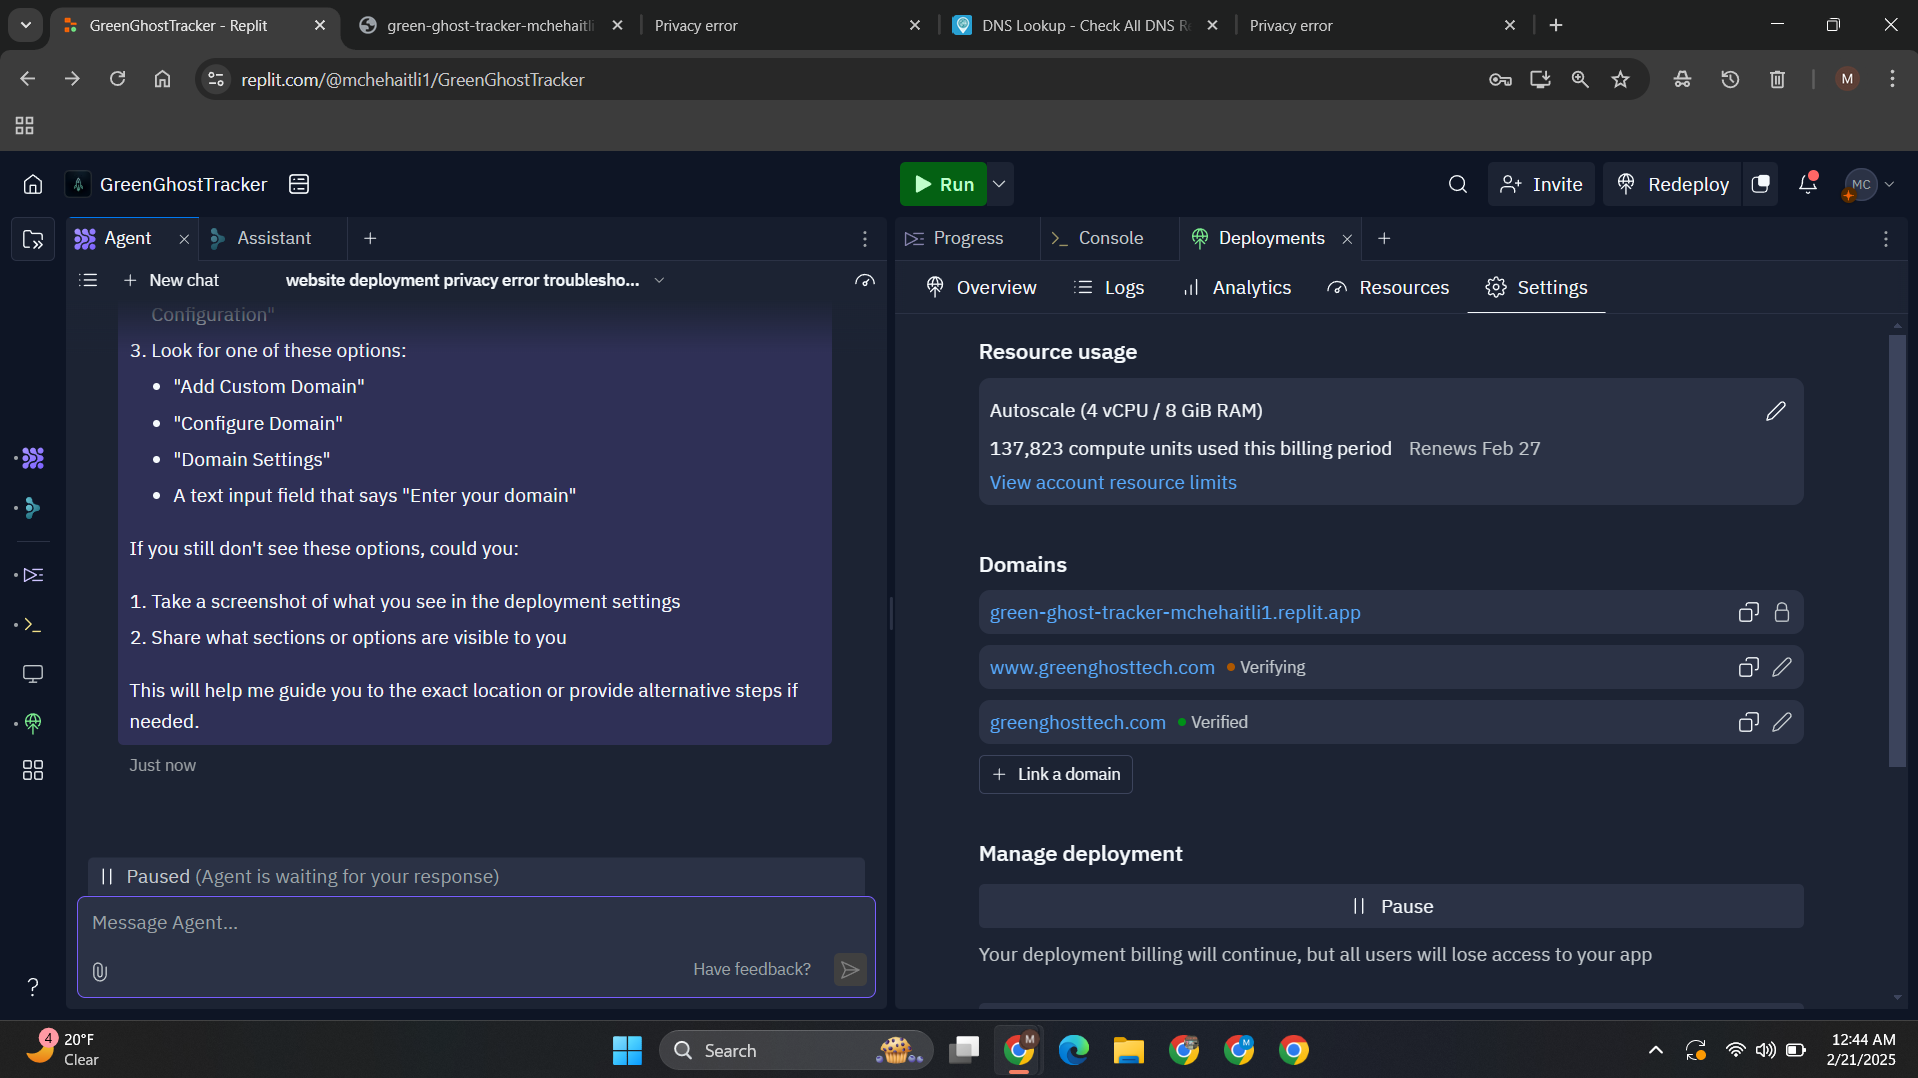 GreenGhostTracker - Replit
green-ghost-tracker-mchehaitli
Privacy error
DNS Lookup - Check All DNS Re
Privacy error
replit.com/@mchehaitli1/GreenGhostTracker
M
GreenGhostTracker
Run
Invite
Redeploy
MC
Agent
Assistant
Progress
Console
Deployments
New chat
website deployment privacy error troublesho...
Overview
Logs
Analytics
Resources
Settings
Configuration"
3. Look for one of these options:
• "Add Custom Domain"
• "Configure Domain"
• "Domain Settings"
• A text input field that says "Enter your domain"
If you still don't see these options, could you:
1. Take a screenshot of what you see in the deployment settings
2. Share what sections or options are visible to you
This will help me guide you to the exact location or provide alternative steps if
needed.
Just now
Paused (Agent is waiting for your response)
Message Agent...
Have feedback?
Resource usage
Autoscale (4 vCPU / 8 GiB RAM)
137,823 compute units used this billing period Renews Feb 27
View account resource limits
Domains
green-ghost-tracker-mchehaitli1.replit.app
www.greenghosttech.com • Verifying
greenghosttech.com • Verified
+ Link a domain
Manage deployment
Pause
Your deployment billing will continue, but all users will lose access to your app
?
4
20°F
Clear
Search
M
M
12:44 AM
2/21/2025